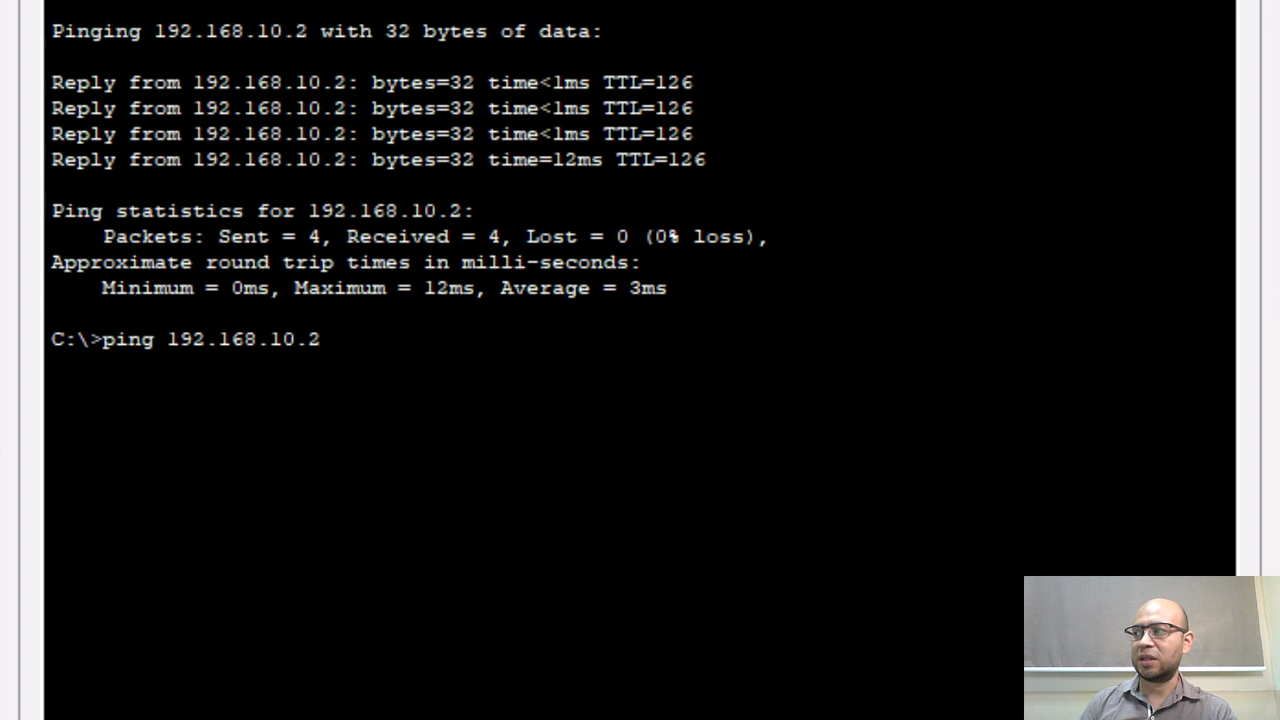 Pinging 192.168.10.2 with 32 bytes of data:
Reply from 192.168.10.2: bytes=32 time<1ms TTL=126
Reply from 192.168.10.2: bytes=32 time<1ms TTL=126
Reply from 192.168.10.2: bytes=32 time<1ms TTL=126
Reply from 192.168.10.2: bytes=32 time=12ms TTL=126
Ping statistics for 192.168.10.2:
Packets: Sent = 4, Received = 4, Lost = 0 (0% loss),
Approximate round trip times in milli-seconds:
Minimum = 0ms, Maximum = 12ms, Average = 3ms
C:\>ping 192.168.10.2